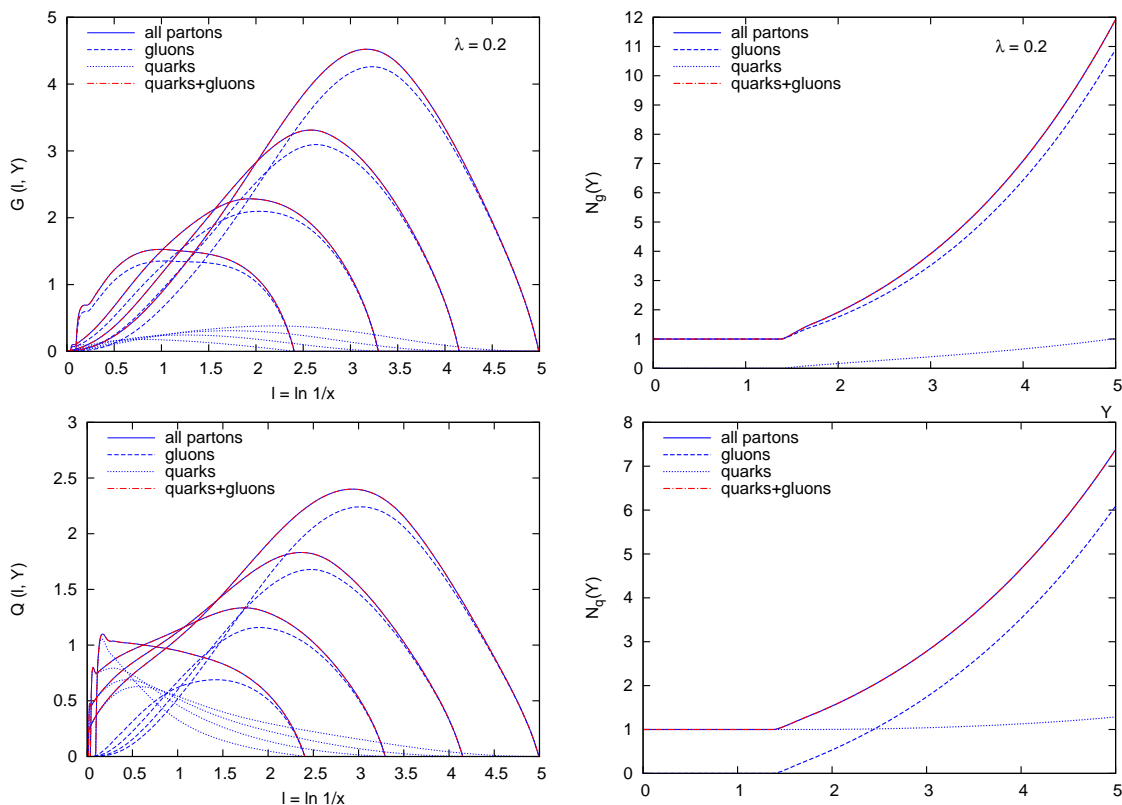 5
4
3
2
1
0
all partons
gluons
quarks
quarks+gluons
λ = 0.2
G (l, Y)
0 0.5 1 1.5 2 2.5 3 3.5 4 4.5 5
l = ln 1/x
12
11
10
9
8
7
6
5
4
3
2
1
0
all partons
gluons
quarks
quarks+gluons
λ = 0.2
N_g(Y)
0 1 2 3 4 5
Y
3
2.5
2
1.5
1
0.5
0
all partons
gluons
quarks
quarks+gluons
Q (l, Y)
0 0.5 1 1.5 2 2.5 3 3.5 4 4.5 5
l = ln 1/x
8
7
6
5
4
3
2
1
0
all partons
gluons
quarks
quarks+gluons
N_q(Y)
0 1 2 3 4 5